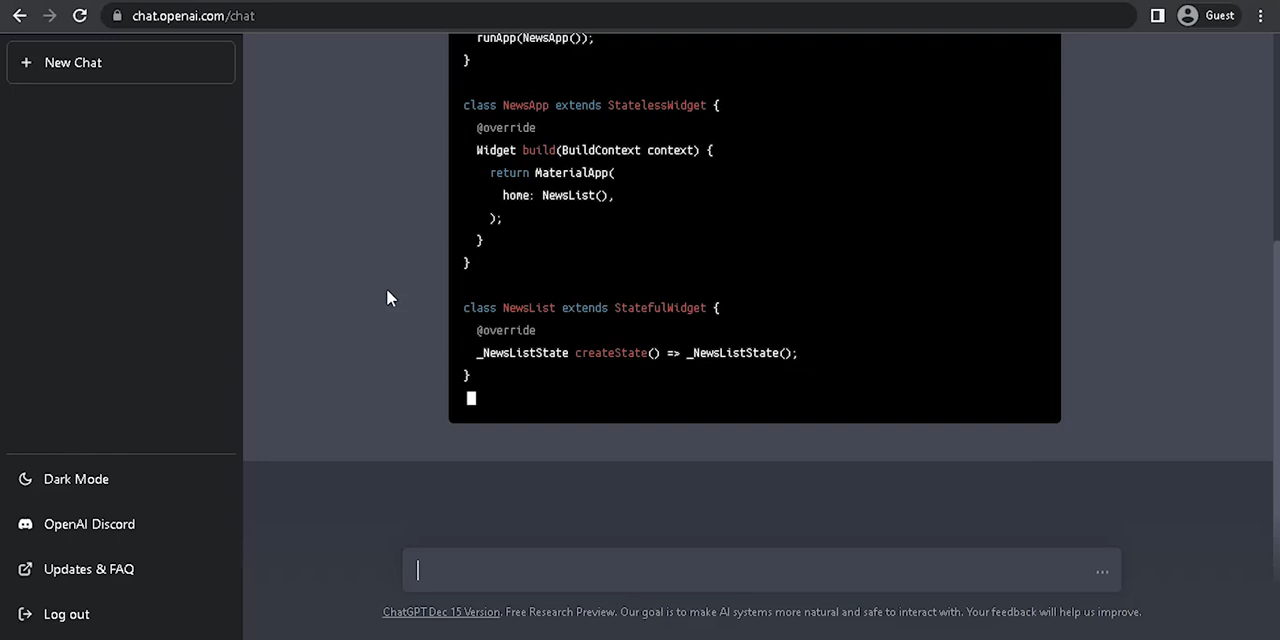 chat.openai.com/chat
Guest
+ New Chat
runApp(NewsApp());
}
class NewsApp extends StatelessWidget {
@override
Widget build(BuildContext context) {
return MaterialApp(
home: NewsList(),
);
}
}
class NewsList extends StatefulWidget {
@override
_NewsListState createState() => _NewsListState();
}
Dark Mode
OpenAI Discord
Updates & FAQ
Log out
...
ChatGPT Dec 15 Version. Free Research Preview. Our goal is to make AI systems more natural and safe to interact with. Your feedback will help us improve.